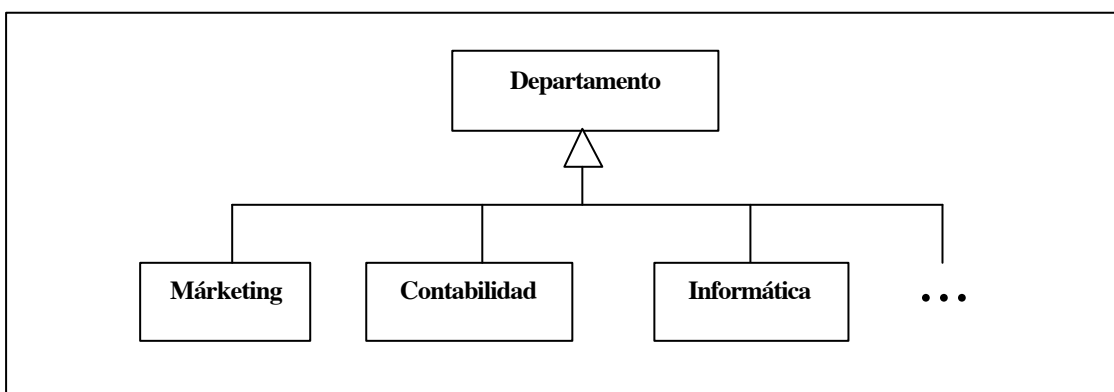 Departamento
Márketing
Contabilidad
Informática
...